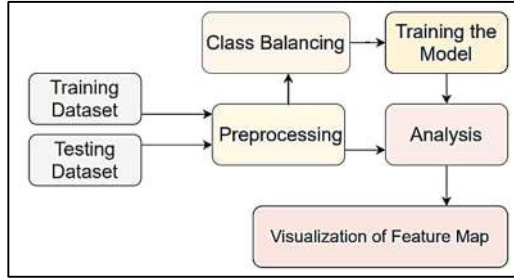 Class Balancing
Training the
Model
Training
Dataset
Testing
Dataset
Preprocessing
Analysis
Visualization of Feature Map